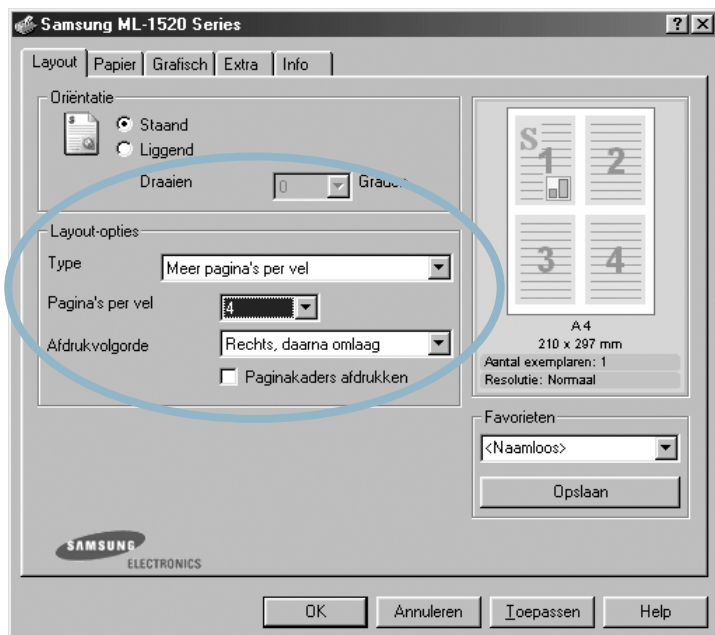 Samsung ML-1520 Series
Layout Papier Grafisch Extra Info
Oriëntatie
Staand
Liggend
Draaien 0 Graden
Layout-opties
Type Meer pagina's per vel
Pagina's per vel 4
Afdrukvolgorde Rechts, daarna omlaag
Paginakaders afdrukken
S
1 2
3 4
A4
210 x 297 mm
Aantal exemplaren: 1
Resolutie: Normaal
Favorieten
<Naamloos>
Opslaan
SAMSUNG
ELECTRONICS
OK Annuleren Toepassen Help